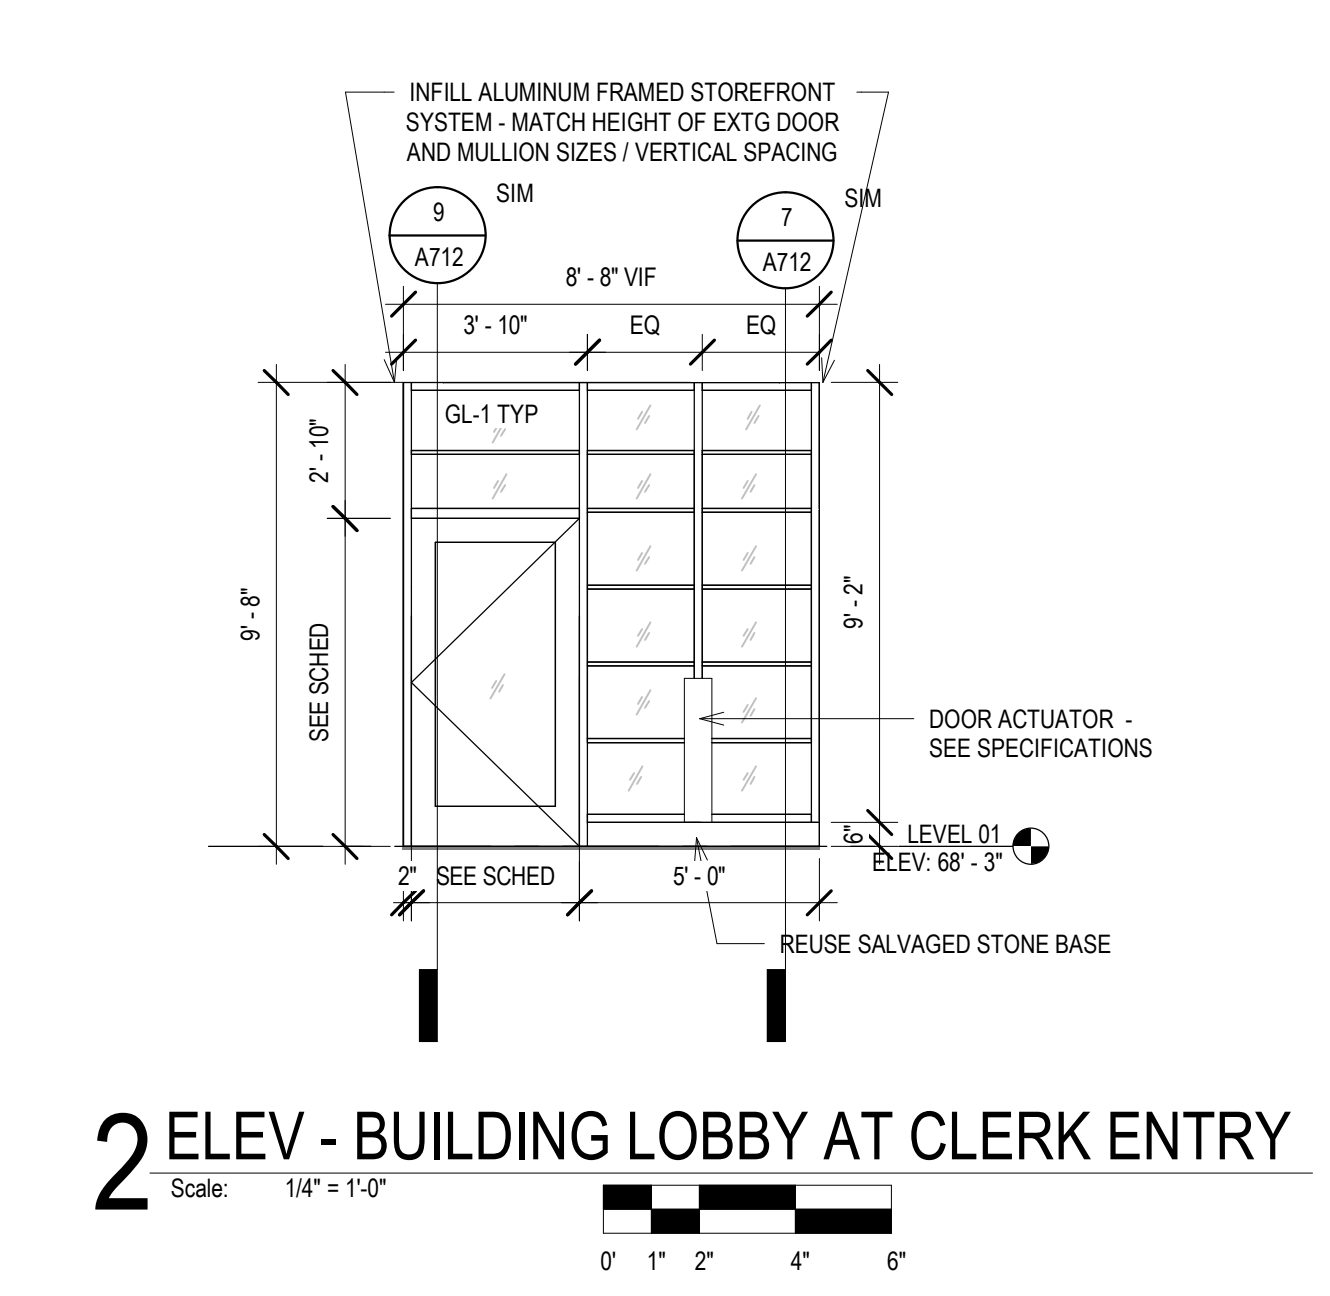 INFILL ALUMINUM FRAMED STOREFRONT
SYSTEM - MATCH HEIGHT OF EXTG DOOR
AND MULLION SIZES / VERTICAL SPACING
9
A712
SIM
7
A712
SIM
8' - 8" VIF
3' - 10"
EQ
EQ
GL-1 TYP
2' - 10"
9' - 8"
SEE SCHED
9' - 2"
DOOR ACTUATOR -
SEE SPECIFICATIONS
6"
LEVEL 01
ELEV: 68' - 3"
2"
SEE SCHED
5' - 0"
REUSE SALVAGED STONE BASE
2
ELEV - BUILDING LOBBY AT CLERK ENTRY
Scale: 1/4" = 1'-0"
0' 1" 2" 4" 6"